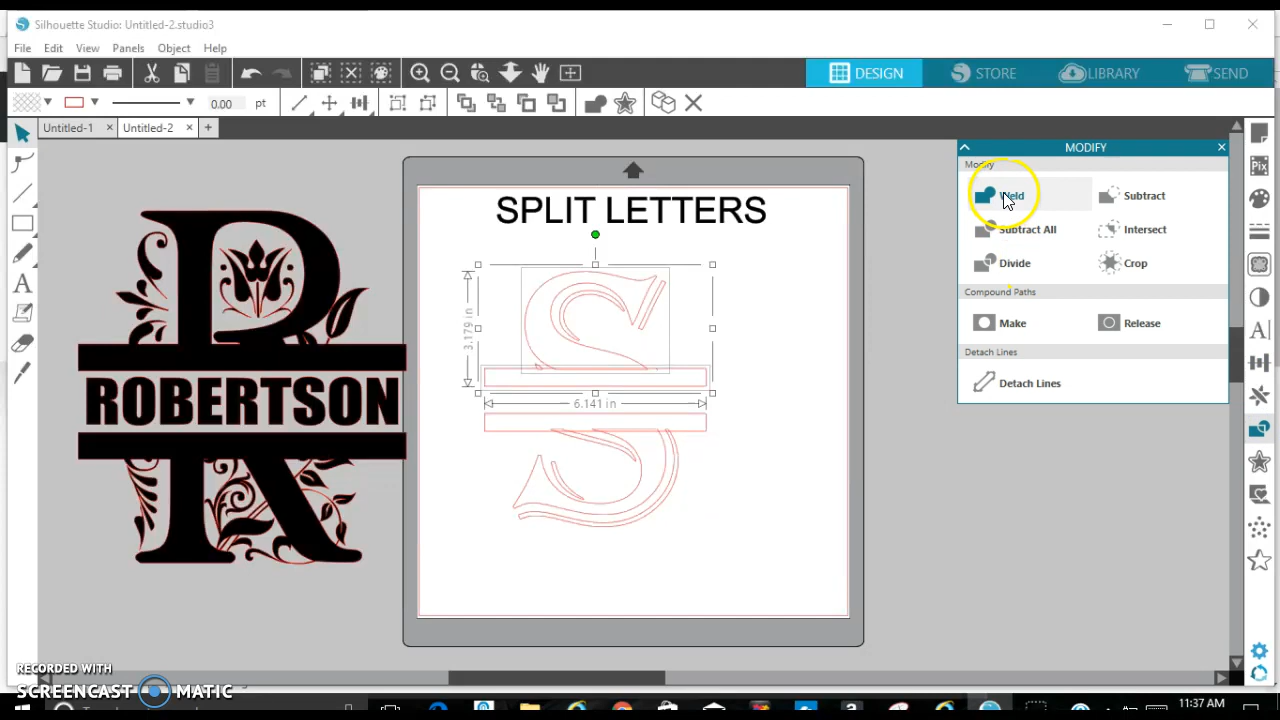 Silhouette Studio: Untitled-2.studio3
File Edit View Panels Object Help
DESIGN STORE LIBRARY SEND
0.00 pt
Untitled-1 × Untitled-2 × +
MODIFY
Modify
Weld Subtract
Subtract All Intersect
Divide Crop
Compound Paths
Make Release
Detach Lines
Detach Lines
SPLIT LETTERS
3.179 in
6.141 in
S
R
ROBERTSON
RECORDED WITH
SCREENCAST MATIC
11:37 AM